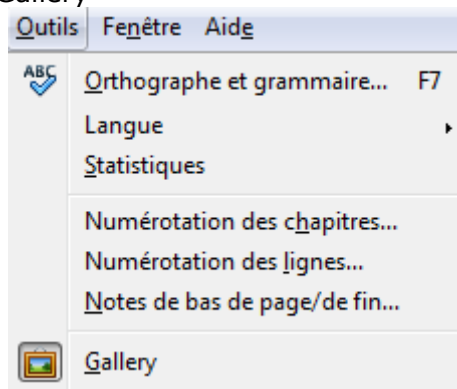 Gallery
Outils Fenêtre Aide
Orthographe et grammaire... F7
Langue
Statistiques
Numérotation des chapitres...
Numérotation des lignes...
Notes de bas de page/de fin...
Gallery